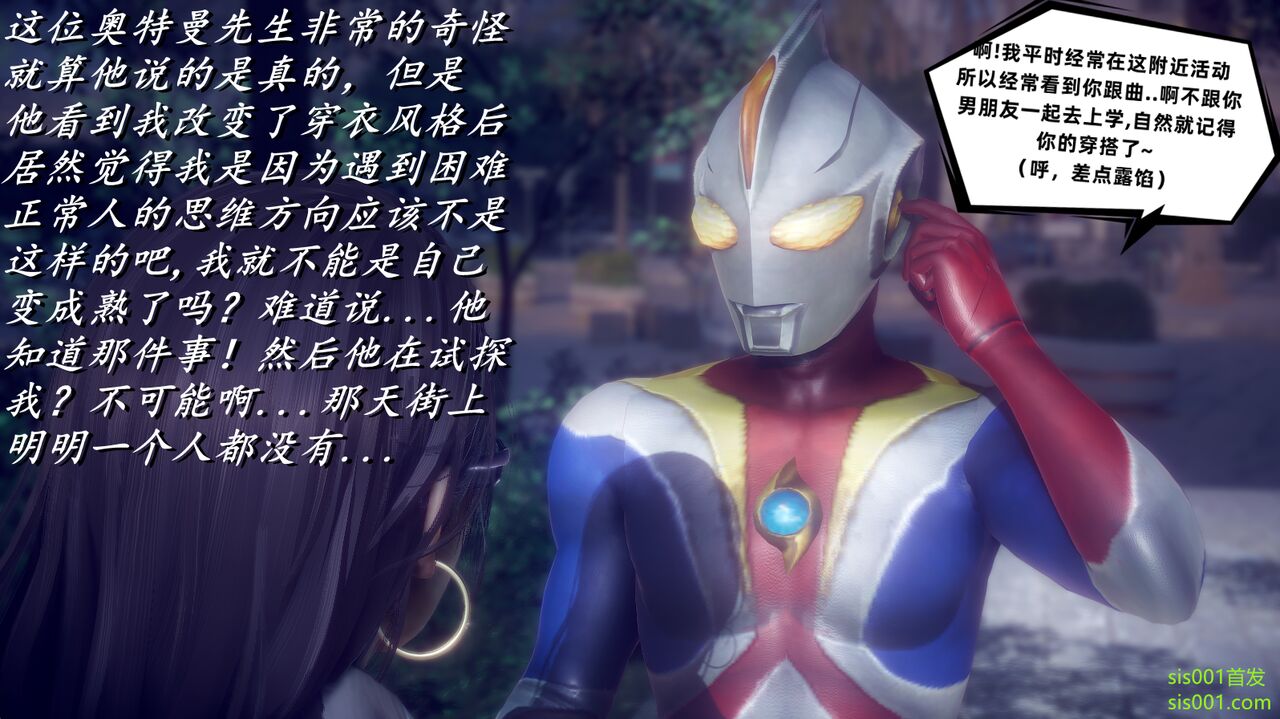 这位奥特曼先生非常的奇怪
就算他说的是真的，但是
他看到我改变了穿衣风格后
居然觉得我是因为遇到困难
正常人的思维方向应该不是
这样的吧,我就不能是自己
变成熟了吗？难道说...他
知道那件事！然后他在试探
我？不可能啊...那天街上
明明一个人都没有...
啊!我平时经常在这附近活动
所以经常看到你跟曲..啊不跟你
男朋友一起去上学,自然就记得
你的穿搭了~
（呼，差点露馅）
sis001首发
sis001.com